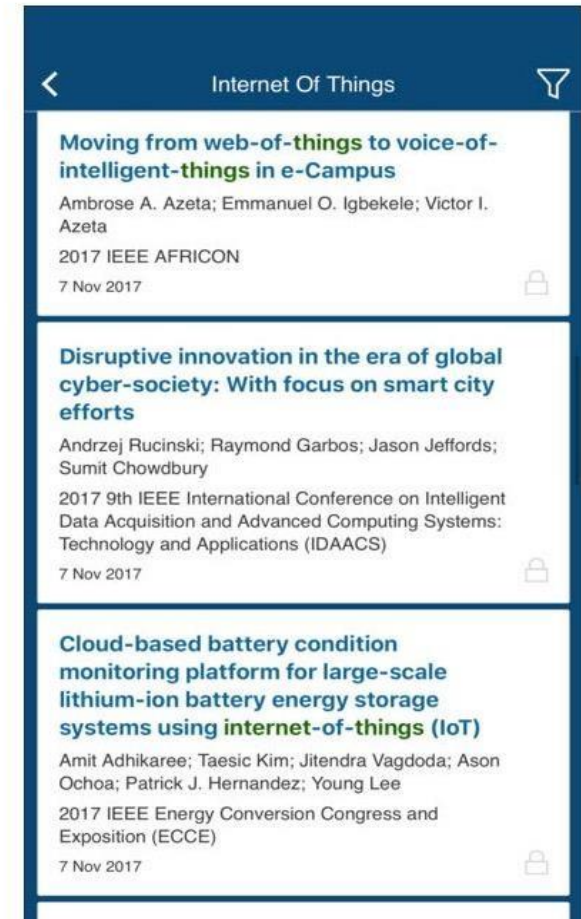 Internet Of Things
Moving from web-of-things to voice-of-
intelligent-things in e-Campus
Ambrose A. Azeta; Emmanuel O. Igbekele; Victor I.
Azeta
2017 IEEE AFRICON
7 Nov 2017
Disruptive innovation in the era of global
cyber-society: With focus on smart city
efforts
Andrzej Rucinski; Raymond Garbos; Jason Jeffords;
Sumit Chowdbury
2017 9th IEEE International Conference on Intelligent
Data Acquisition and Advanced Computing Systems:
Technology and Applications (IDAACS)
7 Nov 2017
Cloud-based battery condition
monitoring platform for large-scale
lithium-ion battery energy storage
systems using internet-of-things (IoT)
Amit Adhikaree; Taesic Kim; Jitendra Vagdoda; Ason
Ochoa; Patrick J. Hernandez; Young Lee
2017 IEEE Energy Conversion Congress and
Exposition (ECCE)
7 Nov 2017